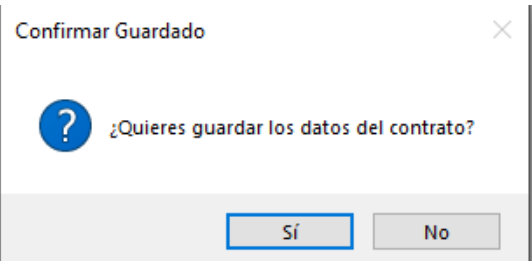 Confirmar Guardado
¿Quieres guardar los datos del contrato?
Sí
No